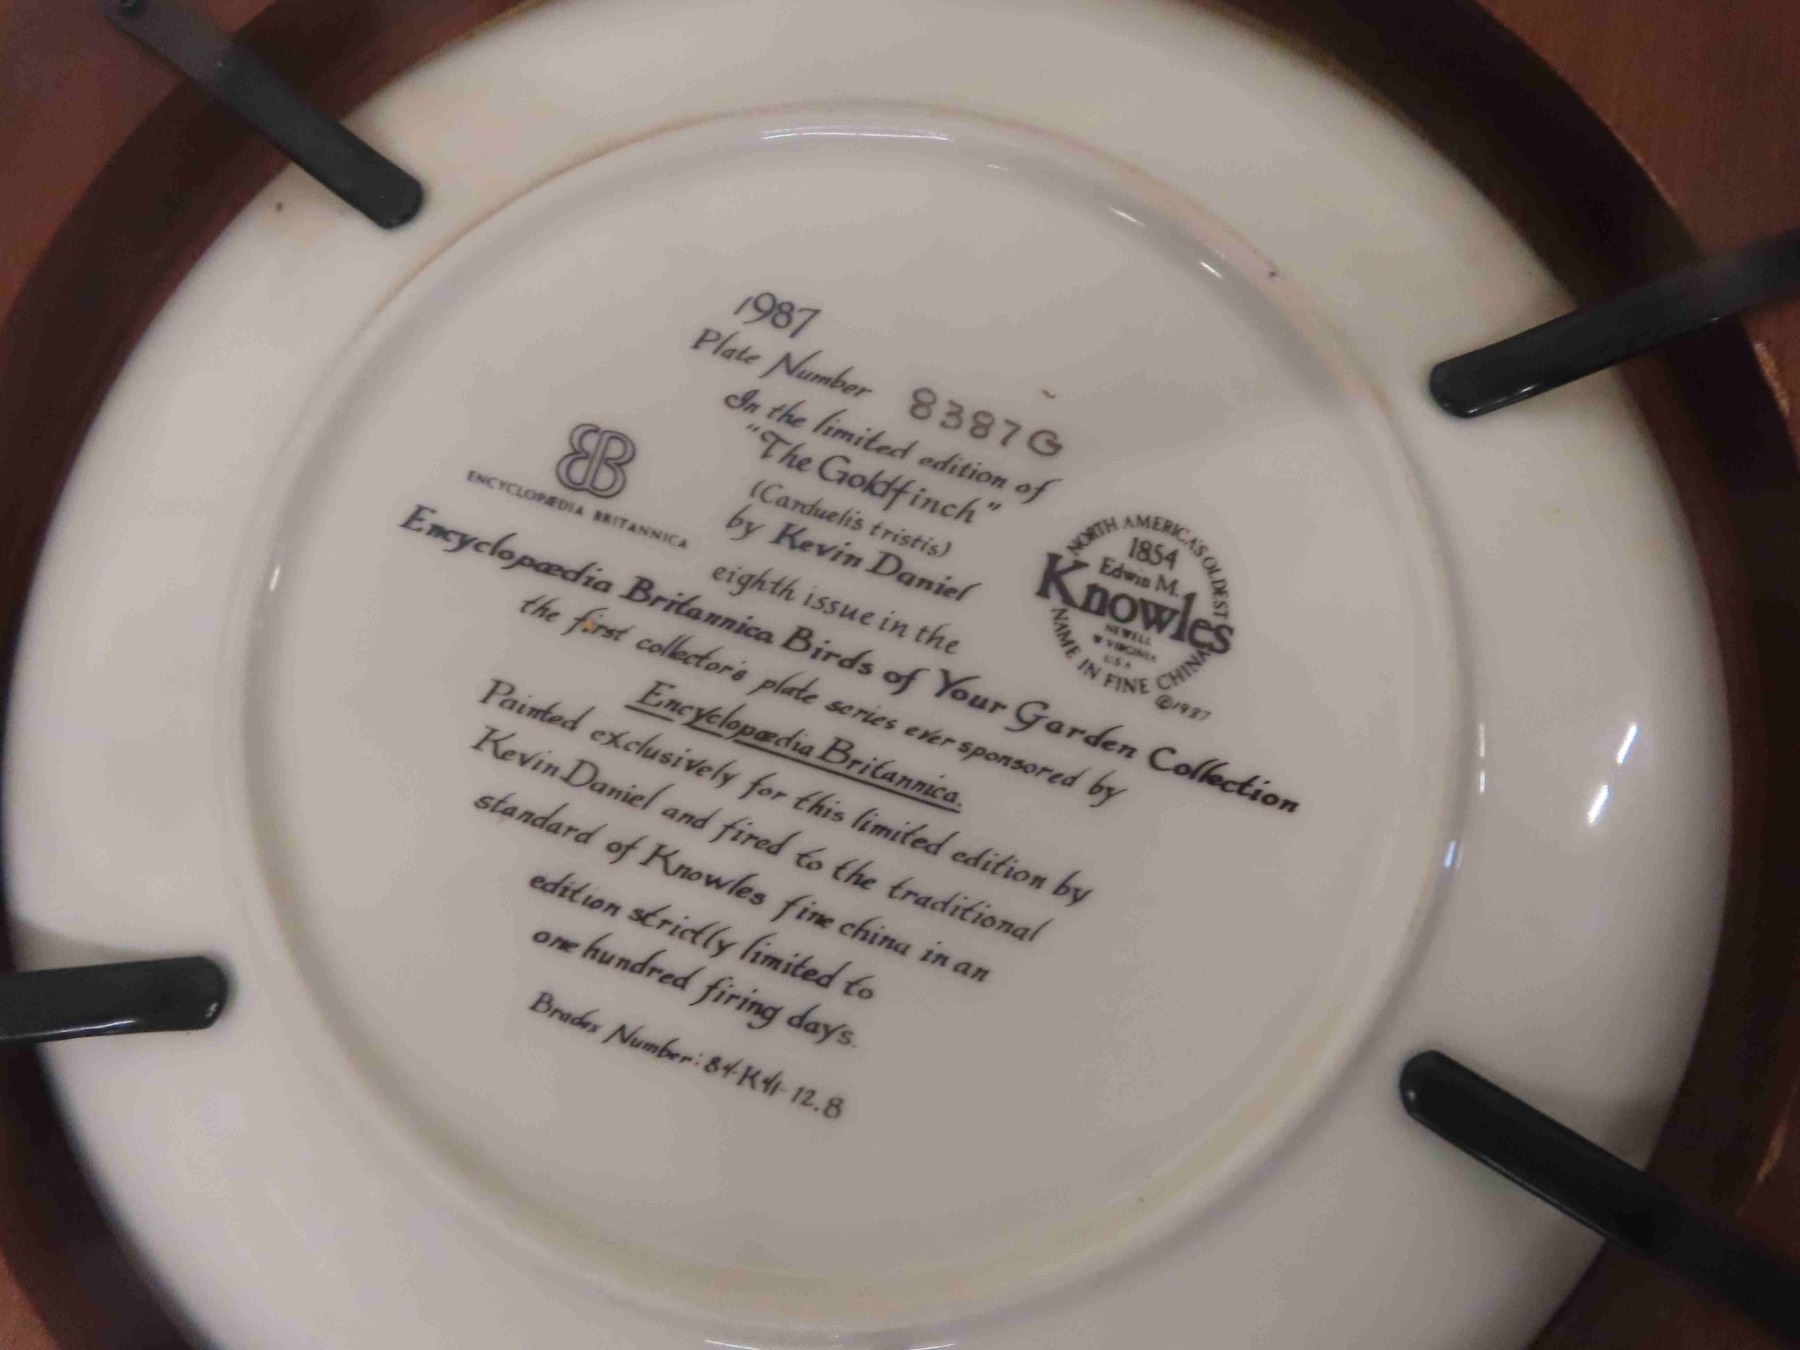 1987
Plate Number 8387G
In the limited edition of
"The Goldfinch"
(Carduelis tristis)
by Kevin Daniel
eighth issue in the
EB
ENCYCLOPÆDIA BRITANNICA
NORTH AMERICA'S OLDEST
1854
Edwin M.
Knowles
NEWELL
W VIRGINIA
U.S.A
NAME IN FINE CHINA
©1987
Encyclopædia Britannica Birds of Your Garden Collection
the first collector's plate series ever sponsored by
Encyclopædia Britannica.
Painted exclusively for this limited edition by
Kevin Daniel and fired to the traditional
standard of Knowles fine china in an
edition strictly limited to
one hundred firing days.
Bradex Number: 84-K41-12.8